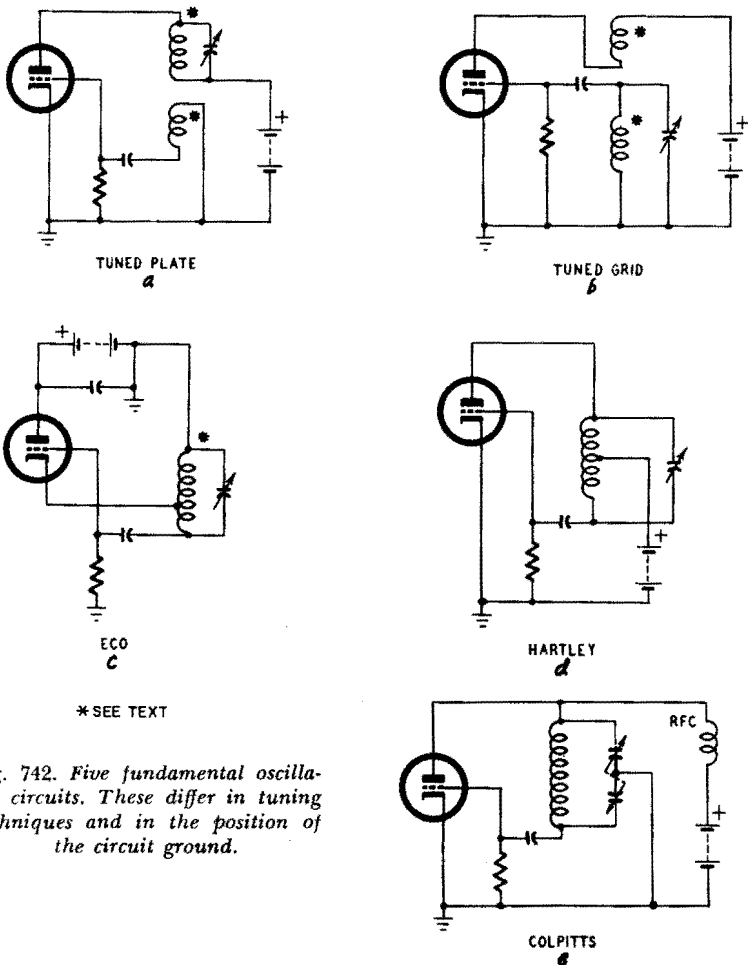 *
+
*
TUNED PLATE
a
*
*
+
TUNED GRID
b
+
*
ECO
c
+
HARTLEY
d
*SEE TEXT
g. 742. Five fundamental oscilla-
circuits. These differ in tuning
hniques and in the position of
the circuit ground.
RFC
+
COLPITTS
e